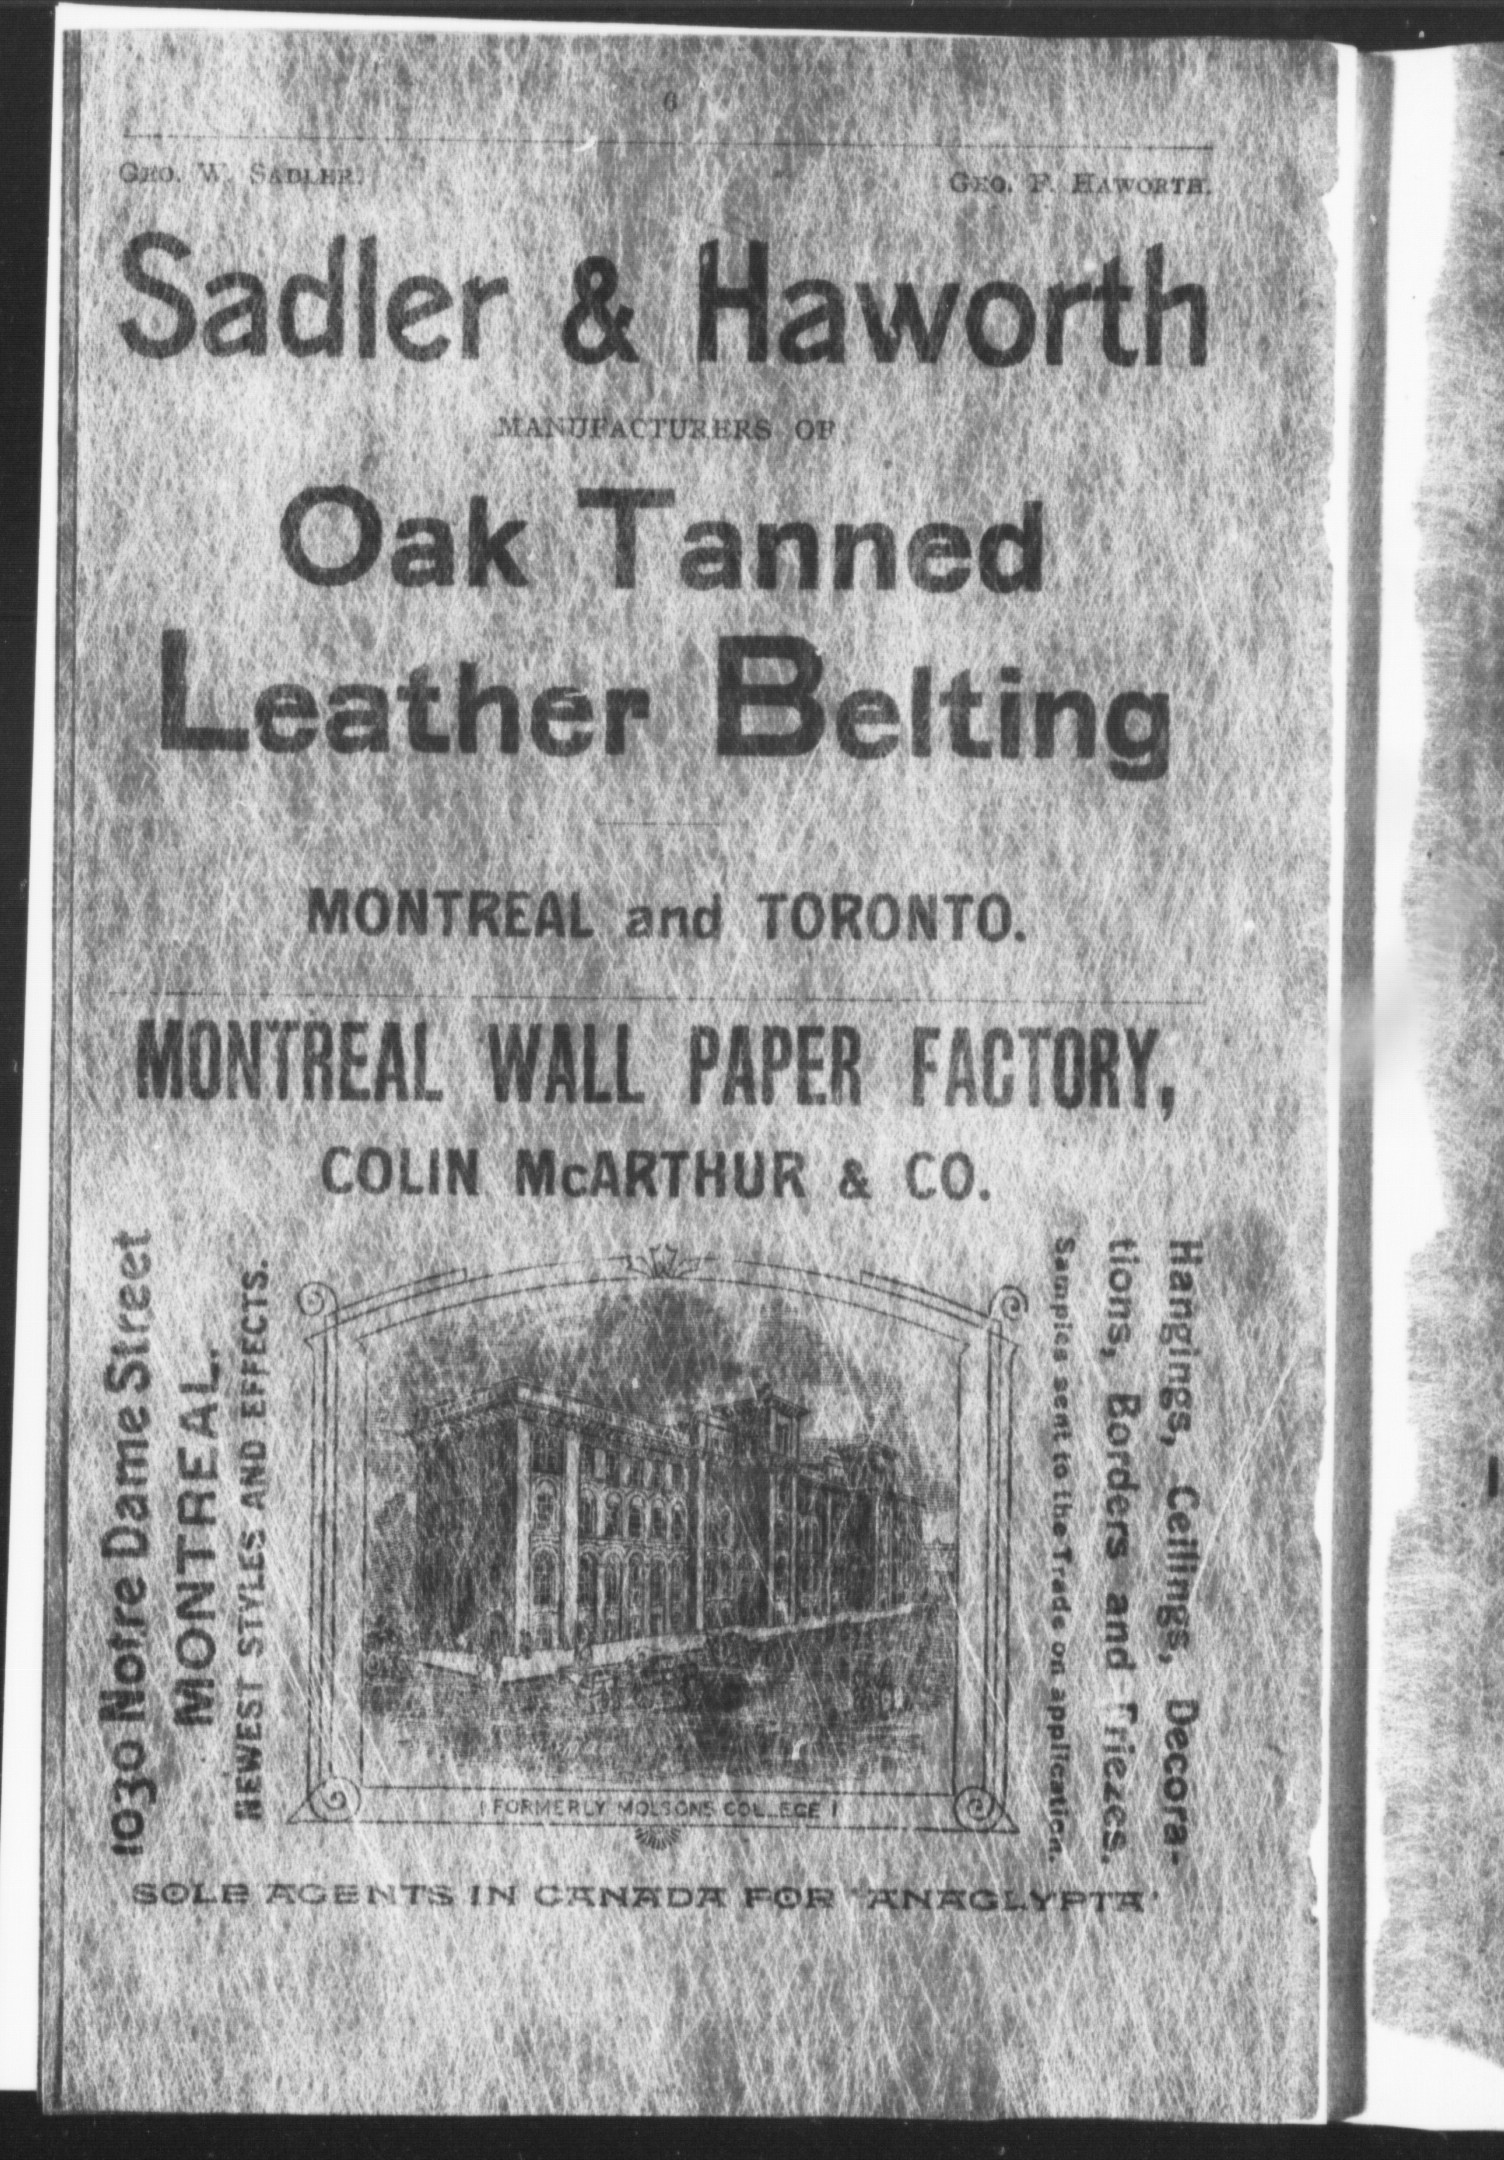 6
GEO. W. SADLER.
GEO. F. HAWORTH.
Sadler & Haworth
MANUFACTURERS OF
Oak Tanned
Leather Belting
MONTREAL and TORONTO.
MONTREAL WALL PAPER FACTORY,
COLIN McARTHUR & CO.
1030 Notre Dame Street
MONTREAL.
NEWEST STYLES AND EFFECTS.
Hangings, Ceilings, Decora-
tions, Borders and Friezes.
Samples sent to the Trade on application.
FORMERLY MOLSONS COLLEGE
SOLE AGENTS IN CANADA FOR 'ANAGLYPTA'